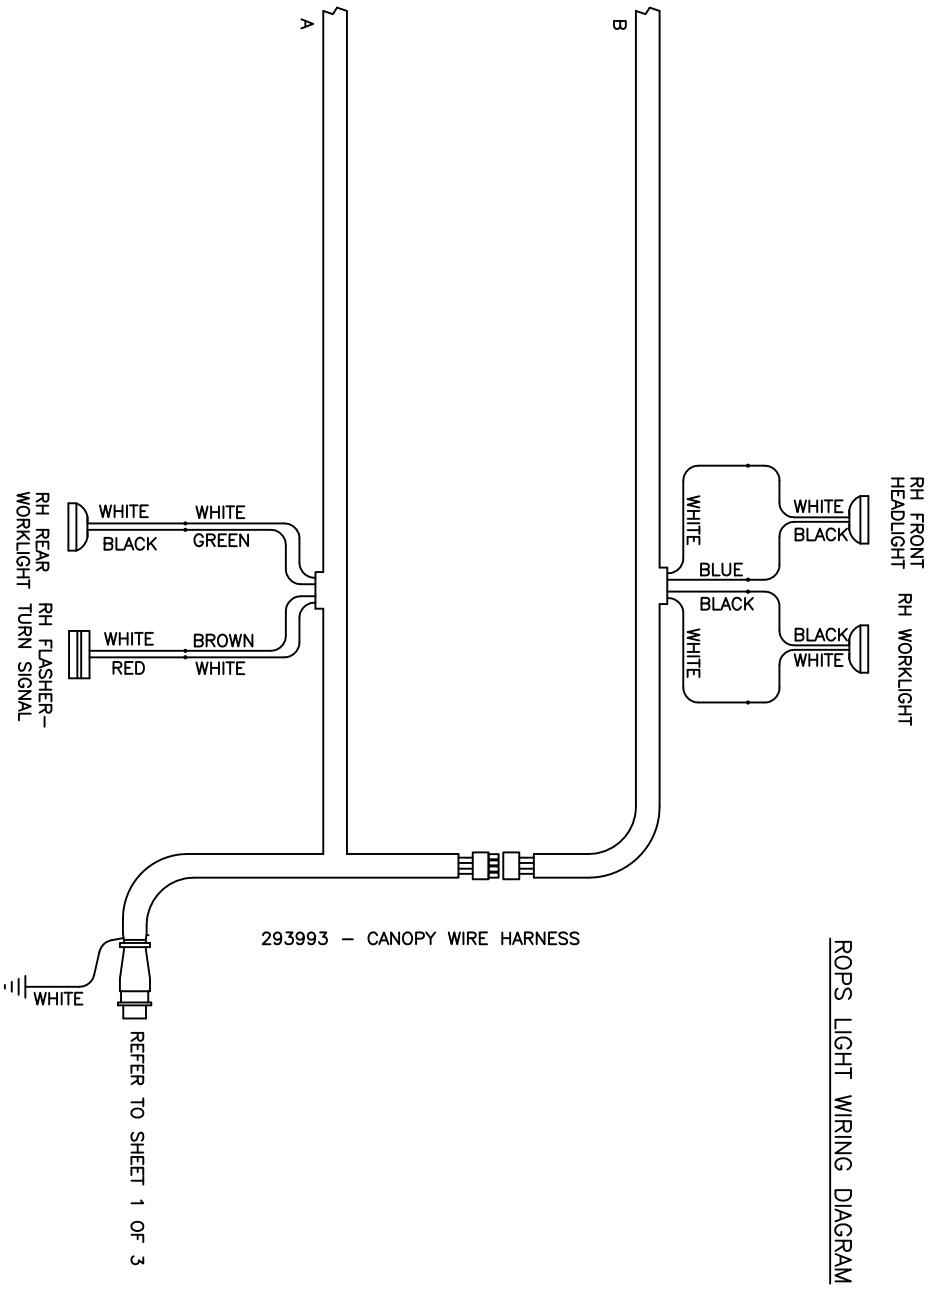 ROPS LIGHT WIRING DIAGRAM
RH FRONT
HEADLIGHT
RH WORKLIGHT
WHITE
BLACK
BLACK
WHITE
WHITE
BLUE
BLACK
WHITE
B
A
293993 – CANOPY WIRE HARNESS
WHITE
GREEN
WHITE
BLACK
BROWN
WHITE
WHITE
RED
RH REAR
WORKLIGHT
RH FLASHER–
TURN SIGNAL
WHITE
REFER TO SHEET 1 OF 3